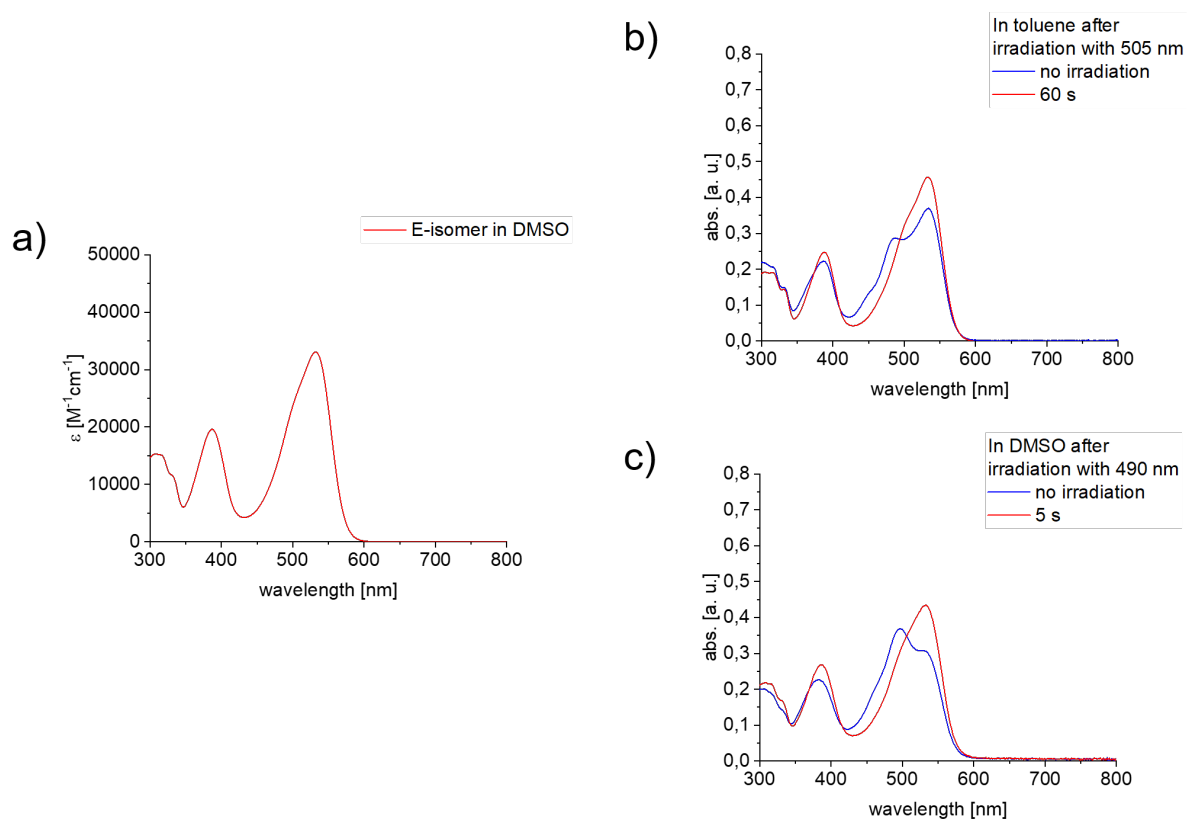 a)
E-isomer in DMSO
50000
40000
30000
20000
10000
0
ε [M-1cm-1]
300 400 500 600 700 800
wavelength [nm]
b)
In toluene after
irradiation with 505 nm
no irradiation
60 s
0,8
0,7
0,6
0,5
0,4
0,3
0,2
0,1
0,0
abs. [a. u.]
300 400 500 600 700 800
wavelength [nm]
c)
In DMSO after
irradiation with 490 nm
no irradiation
5 s
0,8
0,7
0,6
0,5
0,4
0,3
0,2
0,1
0,0
abs. [a. u.]
300 400 500 600 700 800
wavelength [nm]